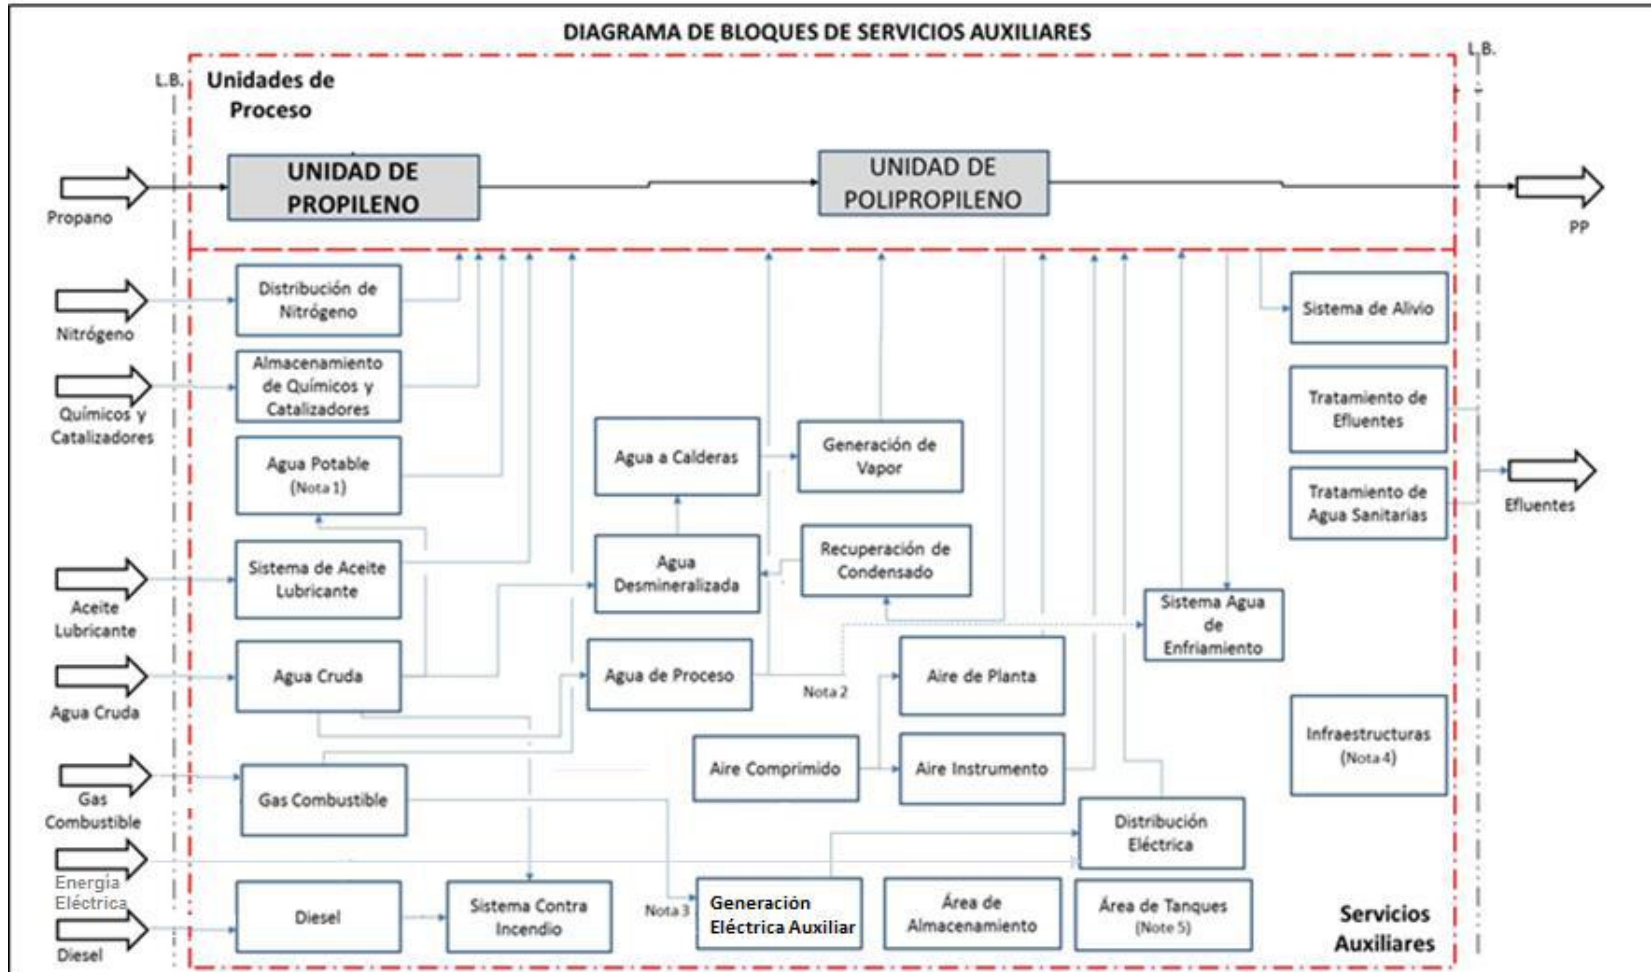 DIAGRAMA DE BLOQUES DE SERVICIOS AUXILIARES
L.B.
L.B.
Unidades de
Proceso
UNIDAD DE
PROPILENO
UNIDAD DE
POLIPROPILENO
Propano
PP
Nitrógeno
Distribución de
Nitrógeno
Sistema de Alivio
Químicos y
Catalizadores
Almacenamiento
de Químicos y
Catalizadores
Tratamiento de
Efluentes
Agua Potable
(Nota 1)
Agua a Calderas
Generación de
Vapor
Tratamiento de
Agua Sanitarias
Efluentes
Aceite
Lubricante
Sistema de Aceite
Lubricante
Agua
Desmineralizada
Recuperación de
Condensado
Sistema Agua
de
Enfriamiento
Agua Cruda
Agua Cruda
Agua de Proceso
Nota 2
Aire de Planta
Infraestructuras
(Nota 4)
Gas
Combustible
Gas Combustible
Aire Comprimido
Aire Instrumento
Distribución
Eléctrica
Energía
Eléctrica
Diesel
Diesel
Sistema Contra
Incendio
Nota 3
Generación
Eléctrica Auxiliar
Área de
Almacenamiento
Área de Tanques
(Note 5)
Servicios
Auxiliares